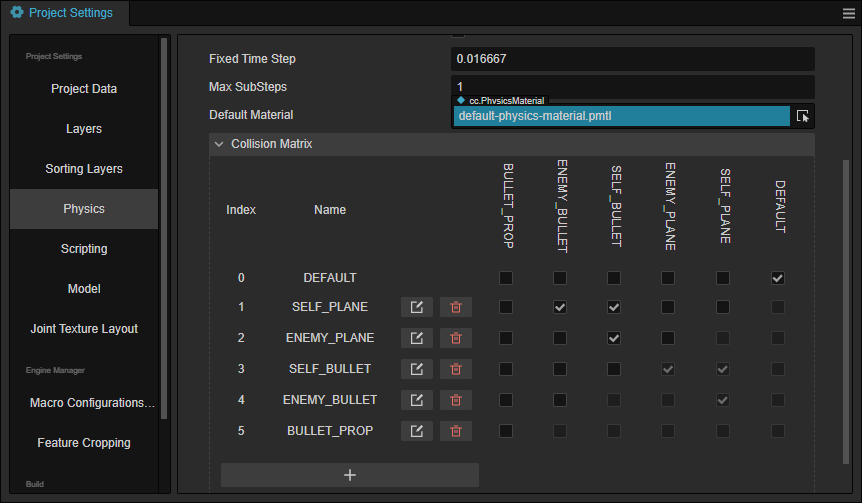 Project Settings
Project Settings
Project Data
Layers
Sorting Layers
Physics
Scripting
Model
Joint Texture Layout
Engine Manager
Macro Configurations...
Feature Cropping
Build
Fixed Time Step 0.016667
Max SubSteps 1
cc.PhysicsMaterial
Default Material default-physics-material.pmtl
Collision Matrix
Index Name BULLET_PROP ENEMY_BULLET SELF_BULLET ENEMY_PLANE SELF_PLANE DEFAULT
0 DEFAULT
1 SELF_PLANE
2 ENEMY_PLANE
3 SELF_BULLET
4 ENEMY_BULLET
5 BULLET_PROP
+